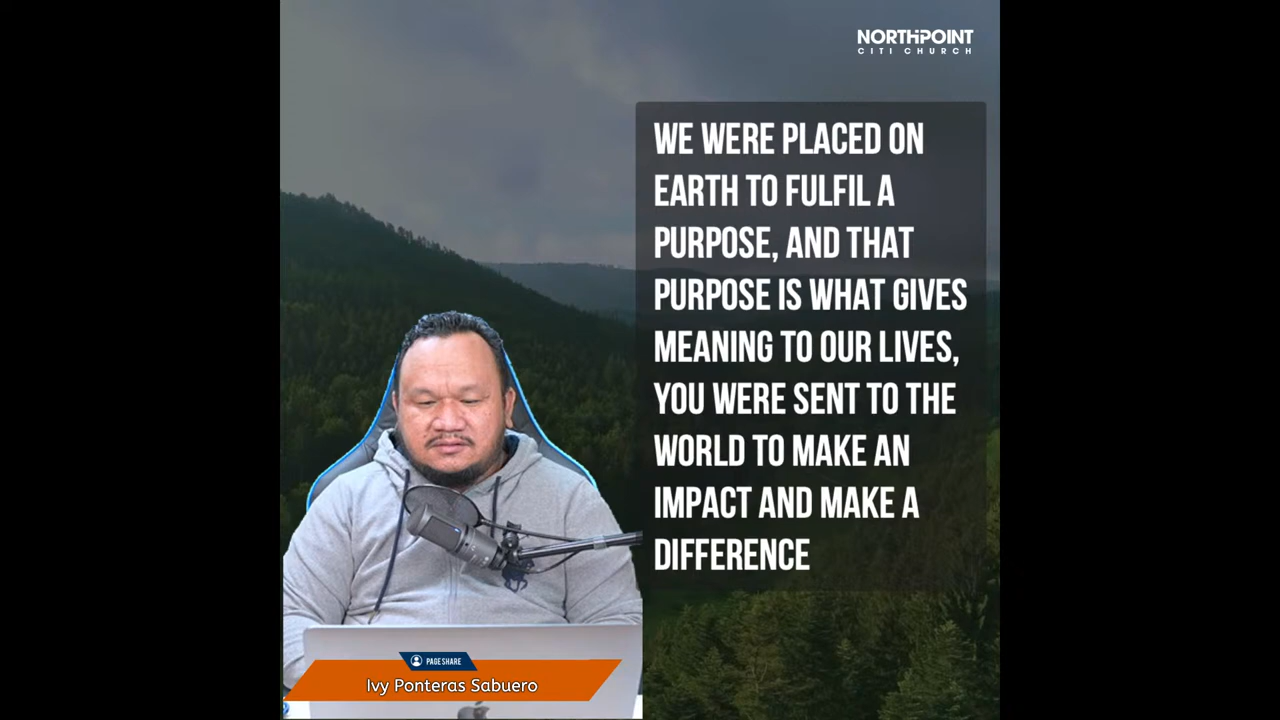 NORTHPOINT
CITI CHURCH
WE WERE PLACED ON
EARTH TO FULFIL A
PURPOSE, AND THAT
PURPOSE IS WHAT GIVES
MEANING TO OUR LIVES,
YOU WERE SENT TO THE
WORLD TO MAKE AN
IMPACT AND MAKE A
DIFFERENCE
PAGE SHARE
Ivy Ponteras Sabuero